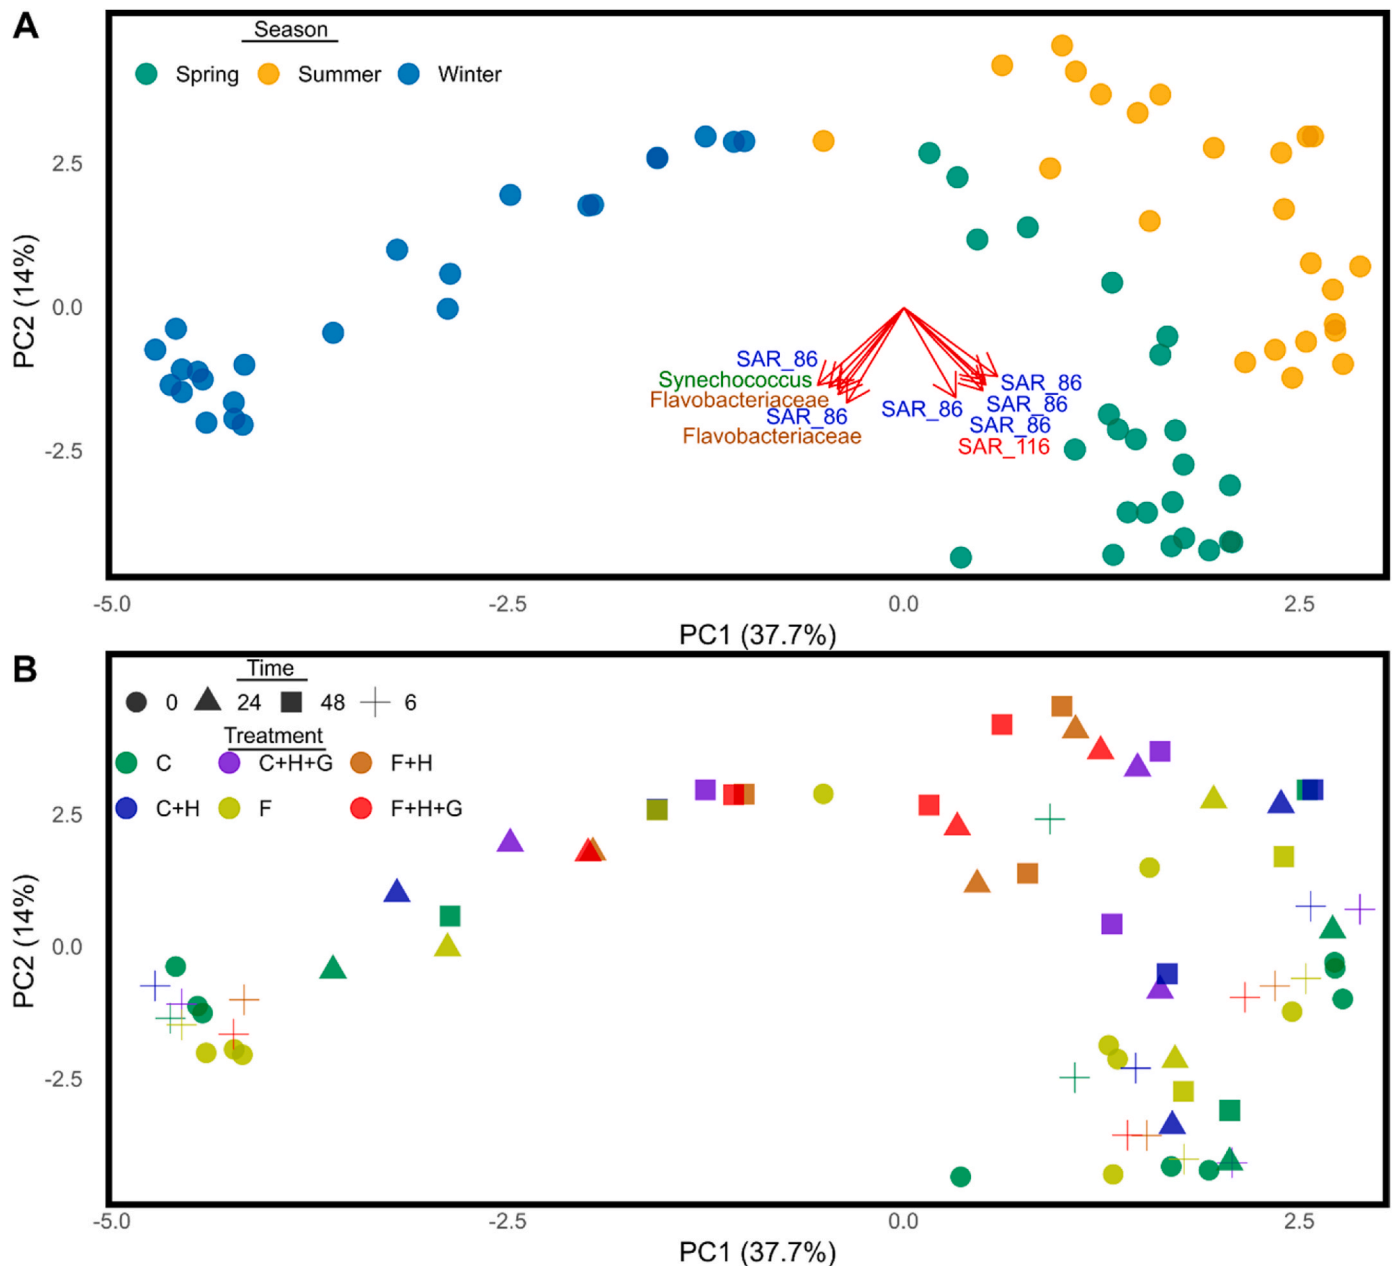 A
Season
Spring Summer Winter
PC2 (14%)
2.5
0.0
-2.5
SAR_86
Synechococcus
Flavobacteriaceae
SAR_86
Flavobacteriaceae
SAR_86
SAR_86
SAR_86
SAR_86
SAR_116
-5.0 -2.5 0.0 2.5
PC1 (37.7%)
B
Time
0 24 48 6
Treatment
C C+H+G F+H
C+H F F+H+G
PC2 (14%)
2.5
0.0
-2.5
-5.0 -2.5 0.0 2.5
PC1 (37.7%)